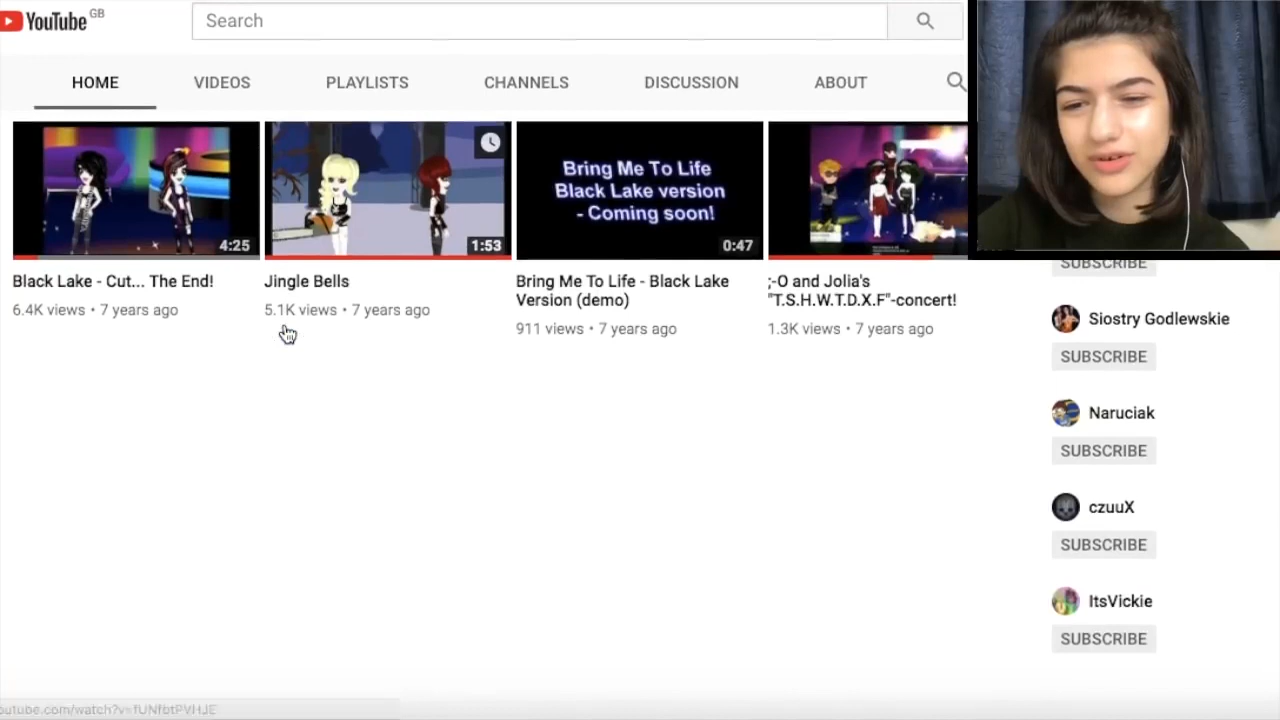 YouTube GB
Search
HOME
VIDEOS
PLAYLISTS
CHANNELS
DISCUSSION
ABOUT
4:25
1:53
Bring Me To Life
Black Lake version
- Coming soon!
0:47
Black Lake - Cut... The End!
6.4K views • 7 years ago
Jingle Bells
5.1K views • 7 years ago
Bring Me To Life - Black Lake
Version (demo)
911 views • 7 years ago
;-O and Jolia's
"T.S.H.W.T.D.X.F"-concert!
1.3K views • 7 years ago
SUBSCRIBE
Siostry Godlewskie
SUBSCRIBE
Naruciak
SUBSCRIBE
czuuX
SUBSCRIBE
ItsVickie
SUBSCRIBE